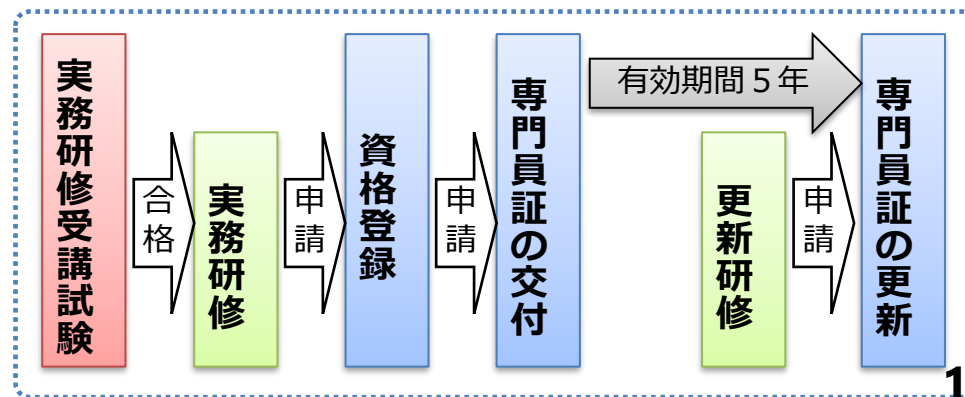 実務研修受講試験
合格
実務研修
申請
資格登録
申請
専門員証の交付
有効期間５年
更新研修
申請
専門員証の更新
1